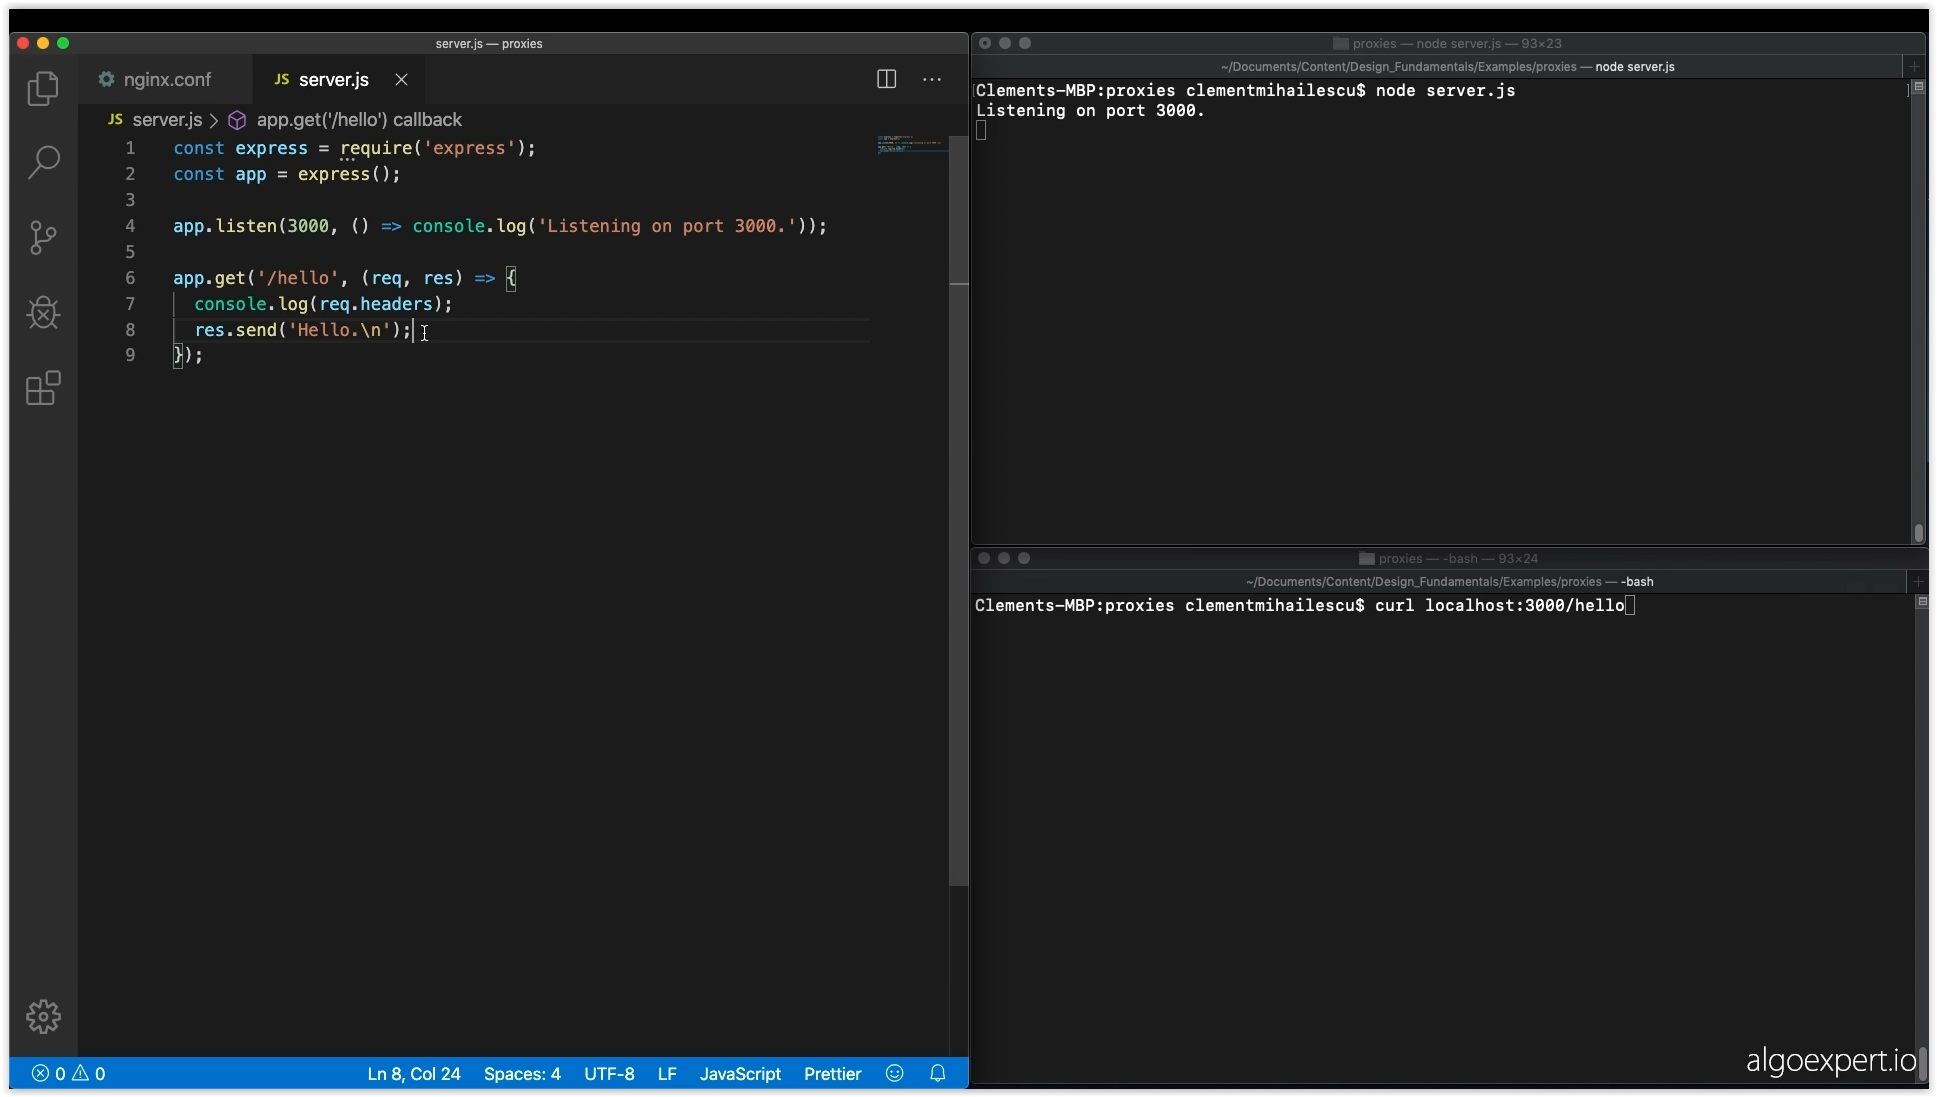 server.js — proxies
nginx.conf
JS server.js
JS server.js > app.get('/hello') callback
1 const express = require('express');
2 const app = express();
3
4 app.listen(3000, () => console.log('Listening on port 3000.'));
5
6 app.get('/hello', (req, res) => {
7 console.log(req.headers);
8 res.send('Hello.\n');
9 });
0 0
Ln 8, Col 24 Spaces: 4 UTF-8 LF JavaScript Prettier
proxies — node server.js — 93×23
~/Documents/Content/Design_Fundamentals/Examples/proxies — node server.js
[Clements-MBP:proxies clementmihailescu$ node server.js ]
Listening on port 3000.
proxies — -bash — 93×24
~/Documents/Content/Design_Fundamentals/Examples/proxies — -bash
Clements-MBP:proxies clementmihailescu$ curl localhost:3000/hello
algoexpert.io